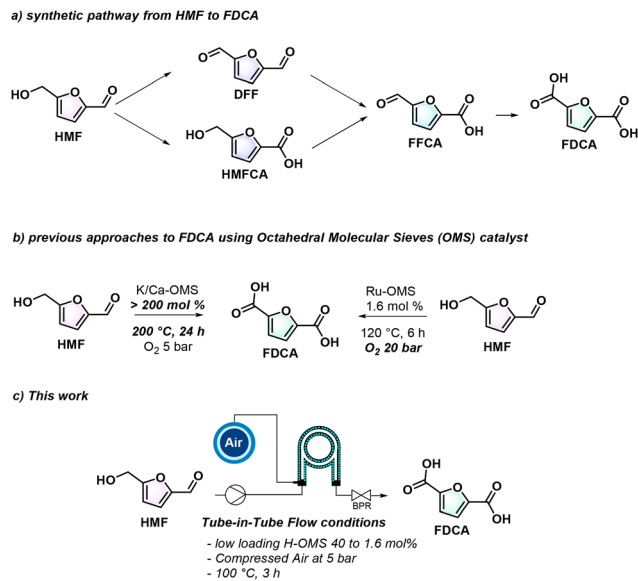 a) synthetic pathway from HMF to FDCA
O
O
O
DFF
HO
O
O
HMF
HO
O
O
OH
HMFCA
O
O
O
OH
FFCA
OH
O
O
O
OH
FDCA
b) previous approaches to FDCA using Octahedral Molecular Sieves (OMS) catalyst
HO
O
O
HMF
K/Ca-OMS
> 200 mol %
200 °C, 24 h
O2 5 bar
OH
O
O
O
OH
FDCA
Ru-OMS
1.6 mol %
120 °C, 6 h
O2 20 bar
HO
O
O
HMF
c) This work
Air
HO
O
O
HMF
BPR
OH
O
O
O
OH
FDCA
Tube-in-Tube Flow conditions
- low loading H-OMS 40 to 1.6 mol%
- Compressed Air at 5 bar
- 100 °C, 3 h